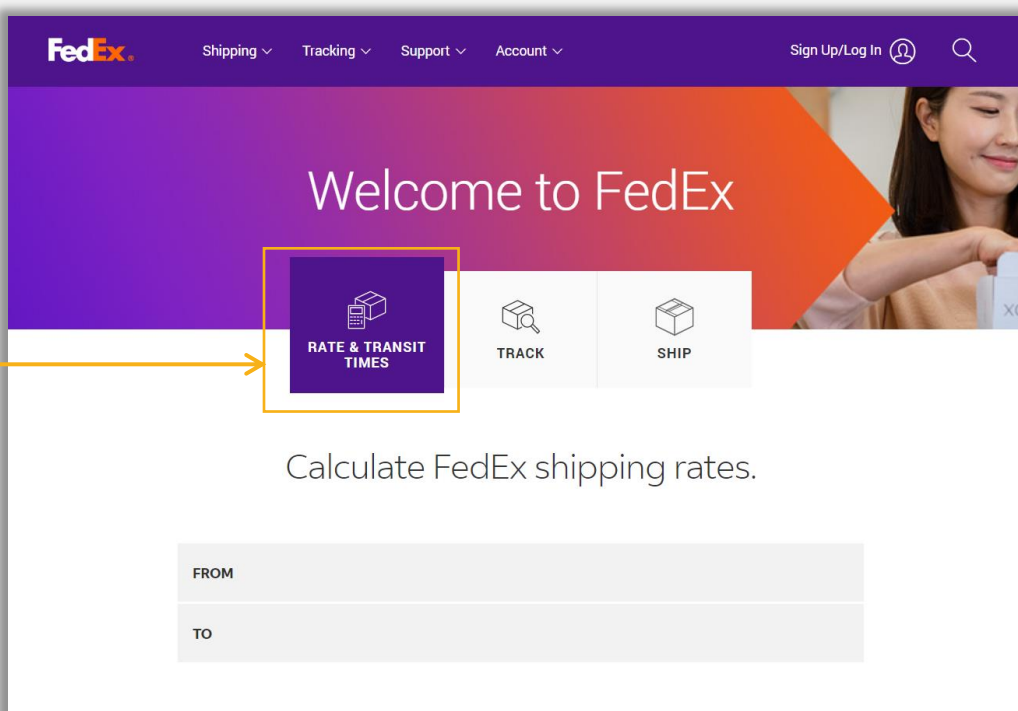 FedEx.
Shipping
Tracking
Support
Account
Sign Up/Log In
Welcome to FedEx
RATE & TRANSIT
TIMES
TRACK
SHIP
Calculate FedEx shipping rates.
FROM
TO